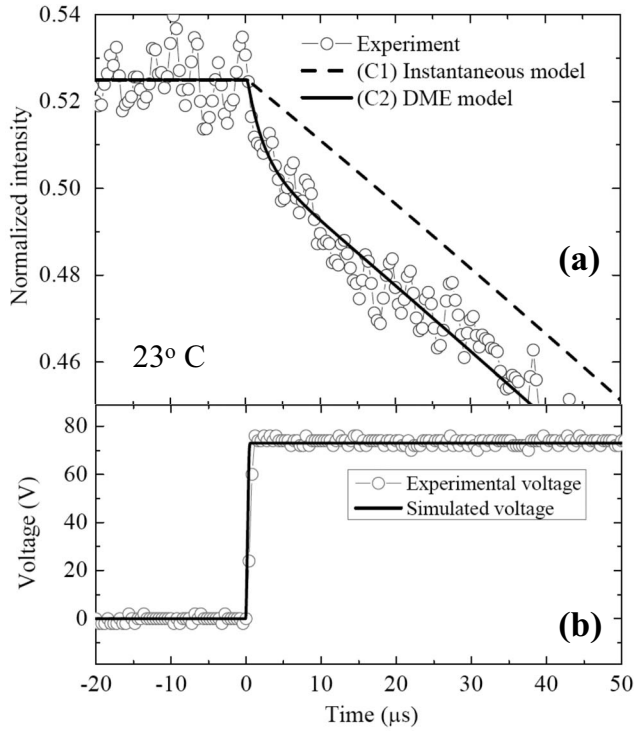 0.54
0.52
0.50
0.48
0.46
Normalized intensity
Experiment
(C1) Instantaneous model
(C2) DME model
(a)
23º C
80
60
40
20
0
Voltage (V)
Experimental voltage
Simulated voltage
(b)
-20 -10 0 10 20 30 40 50
Time (μs)